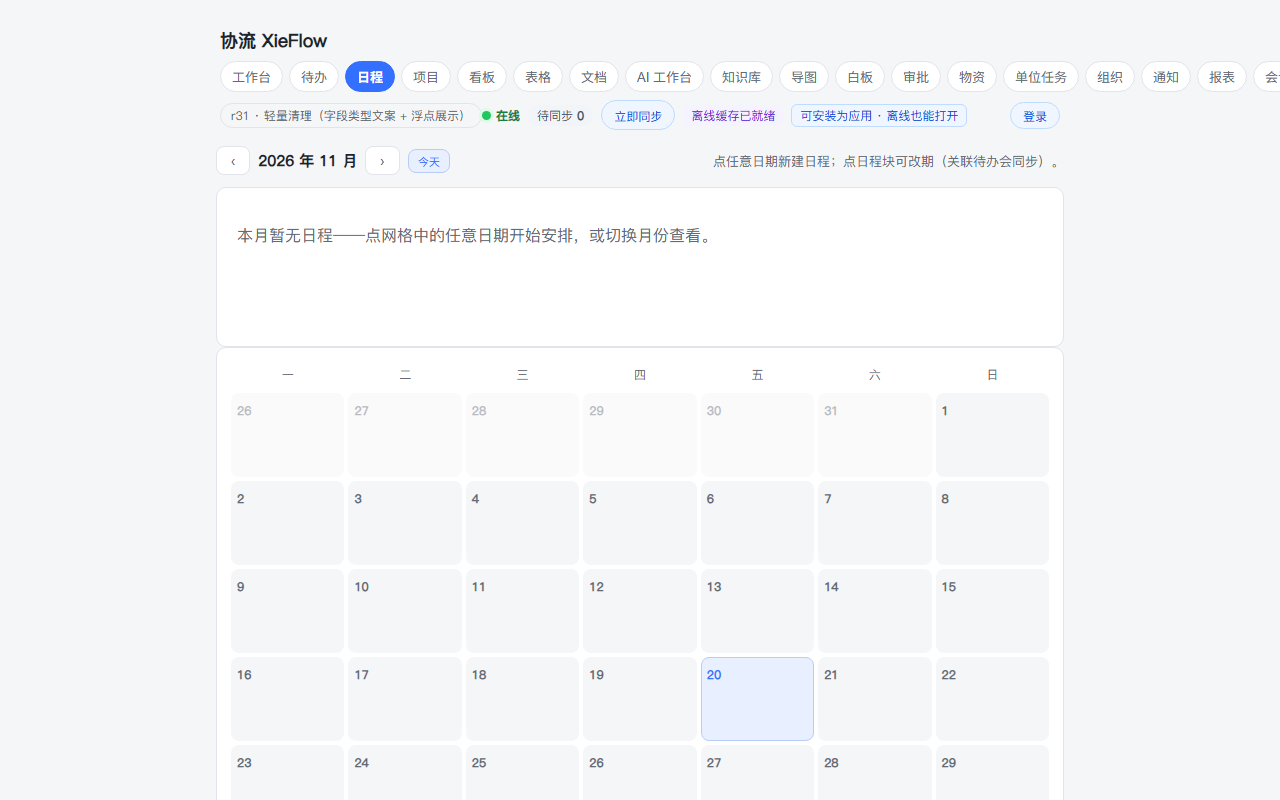 协流 XieFlow
工作台 待办 日程 项目 看板 表格 文档 AI 工作台 知识库 导图 白板 审批 物资 单位任务 组织 通知 报表
r31 · 轻量清理（字段类型文案 + 浮点展示） 在线 待同步 0 立即同步 离线缓存已就绪 可安装为应用 · 离线也能打开 登录
‹ 2026 年 11 月 › 今天 点任意日期新建日程；点日程块可改期（关联待办会同步）。
本月暂无日程——点网格中的任意日期开始安排，或切换月份查看。
一 二 三 四 五 六 日
26 27 28 29 30 31 1
2 3 4 5 6 7 8
9 10 11 12 13 14 15
16 17 18 19 20 21 22
23 24 25 26 27 28 29